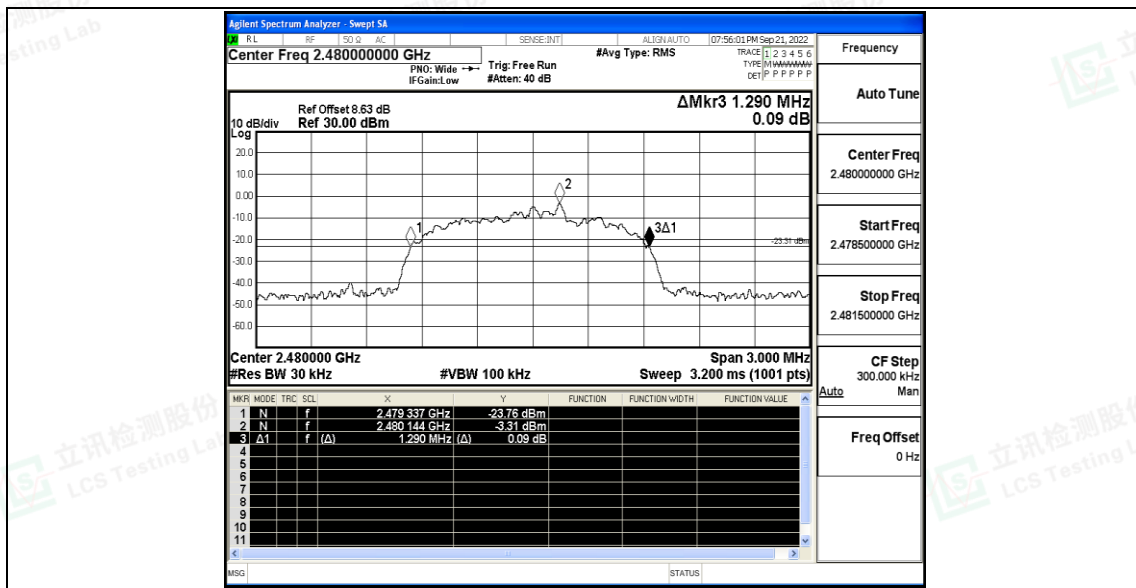 Agilent Spectrum Analyzer - Swept SA
RL RF 50 Ω AC SENSE:INT ALIGNAUTO 07:56:01 PM Sep 21, 2022
Center Freq 2.480000000 GHz
PNO: Wide
IFGain:Low
Trig: Free Run
#Atten: 40 dB
#Avg Type: RMS
TRACE 1 2 3 4 5 6
TYPE M
DET P P P P P P
Frequency
Auto Tune
Center Freq
2.480000000 GHz
Start Freq
2.478500000 GHz
Stop Freq
2.481500000 GHz
CF Step
300.000 kHz
Auto Man
Freq Offset
0 Hz
ΔMkr3 1.290 MHz
0.09 dB
Ref Offset 8.63 dB
10 dB/div Ref 30.00 dBm
Log
20.0
10.0
0.00
-10.0
-20.0
-30.0
-40.0
-50.0
-60.0
1
2
3Δ1
-23.31 dBm
Center 2.480000 GHz Span 3.000 MHz
#Res BW 30 kHz #VBW 100 kHz Sweep 3.200 ms (1001 pts)
MKR MODE TRC SCL X Y FUNCTION FUNCTION WIDTH FUNCTION VALUE
1 N f 2.479 337 GHz -23.76 dBm
2 N f 2.480 144 GHz -3.31 dBm
3 Δ1 f (Δ) 1.290 MHz (Δ) 0.09 dB
4
5
6
7
8
9
10
11
MSG STATUS
立讯检测股份
LCS Testing Lab
立讯检测股份
LCS Testing L